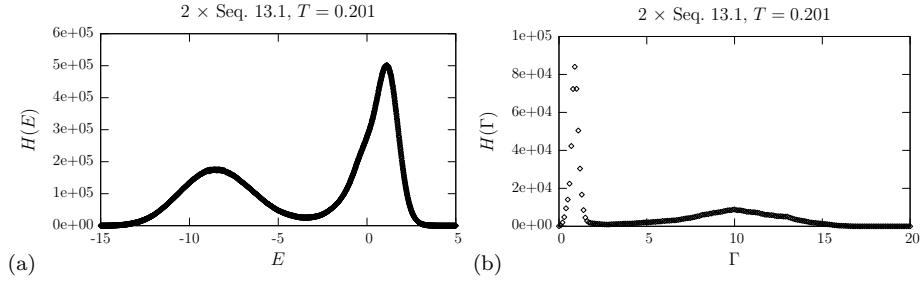 2 × Seq. 13.1, T = 0.201
H(E)
6e+05
5e+05
4e+05
3e+05
2e+05
1e+05
0e+00
-15 -10 -5 0 5
E
(a)
2 × Seq. 13.1, T = 0.201
H(Γ)
1e+05
8e+04
6e+04
4e+04
2e+04
0e+00
0 5 10 15 20
Γ
(b)